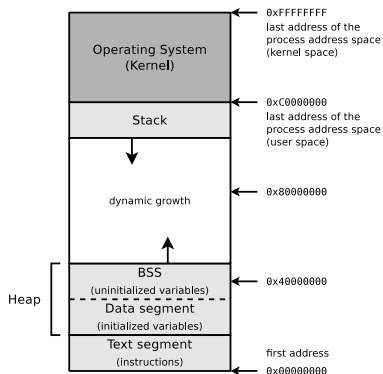 0xFFFFFFFF
last address of the
process address space
(kernel space)
Operating System
(Kernel)
0xC0000000
last address of the
process address space
(user space)
Stack
dynamic growth
0x80000000
BSS
(uninitialized variables)
0x40000000
Heap
Data segment
(initialized variables)
Text segment
(instructions)
first address
0x00000000